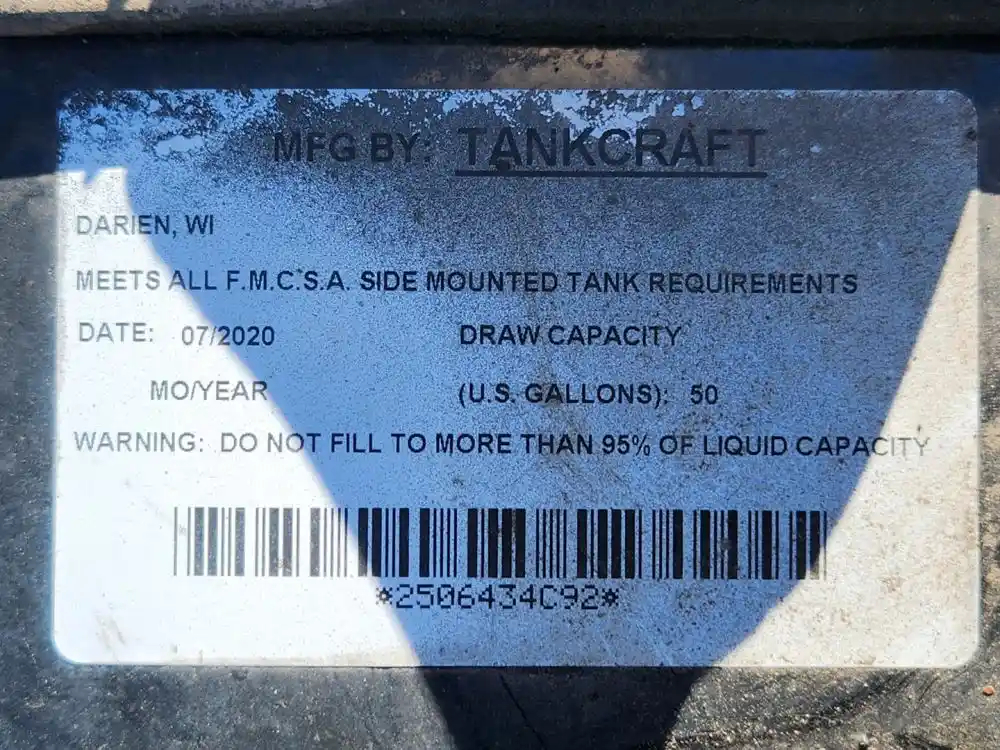 MFG BY: TANKCRAFT
DARIEN, WI
MEETS ALL F.M.C.S.A. SIDE MOUNTED TANK REQUIREMENTS
DATE: 07/2020 DRAW CAPACITY
MO/YEAR (U.S. GALLONS): 50
WARNING: DO NOT FILL TO MORE THAN 95% OF LIQUID CAPACITY
*2506434C92*